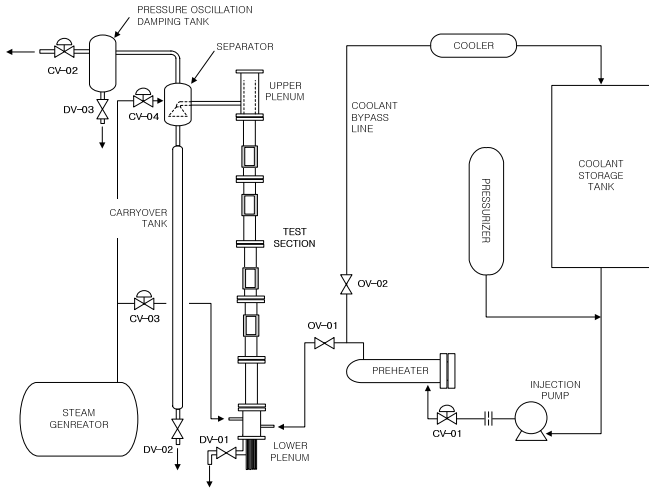 PRESSURE OSCILLATION
DAMPING TANK
SEPARATOR
COOLER
CV-02
UPPER
PLENUM
DV-03
CV-04
COOLANT
BYPASS
LINE
COOLANT
STORAGE
TANK
PRESSURIZER
CARRYOVER
TANK
TEST
SECTION
OV-02
CV-03
OV-01
PREHEATER
INJECTION
PUMP
STEAM
GENREATOR
CV-01
DV-02
DV-01
LOWER
PLENUM